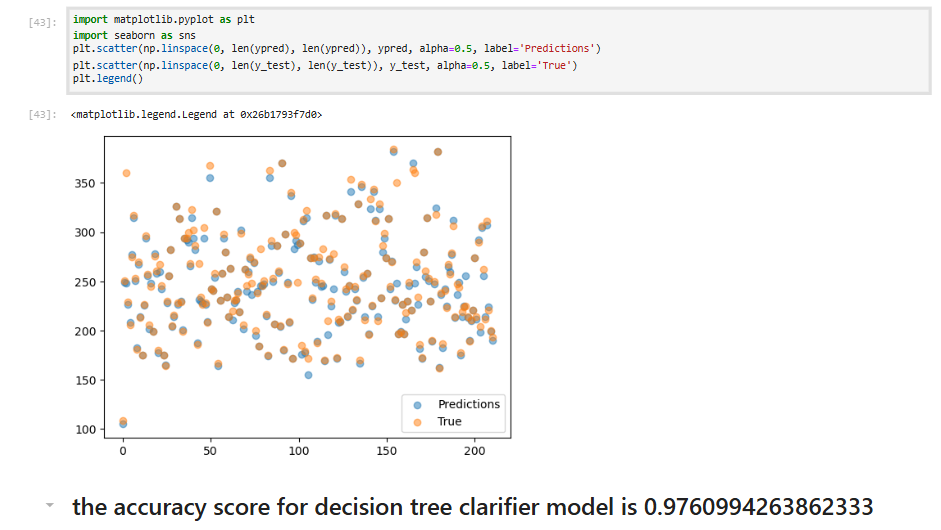 [43]: import matplotlib.pyplot as plt
import seaborn as sns
plt.scatter(np.linspace(0, len(ypred), len(ypred)), ypred, alpha=0.5, label='Predictions')
plt.scatter(np.linspace(0, len(y_test), len(y_test)), y_test, alpha=0.5, label='True')
plt.legend()
[43]: <matplotlib.legend.Legend at 0x26b1793f7d0>
350
300
250
200
150
100
0 50 100 150 200
Predictions
True
the accuracy score for decision tree clarifier model is 0.9760994263862333